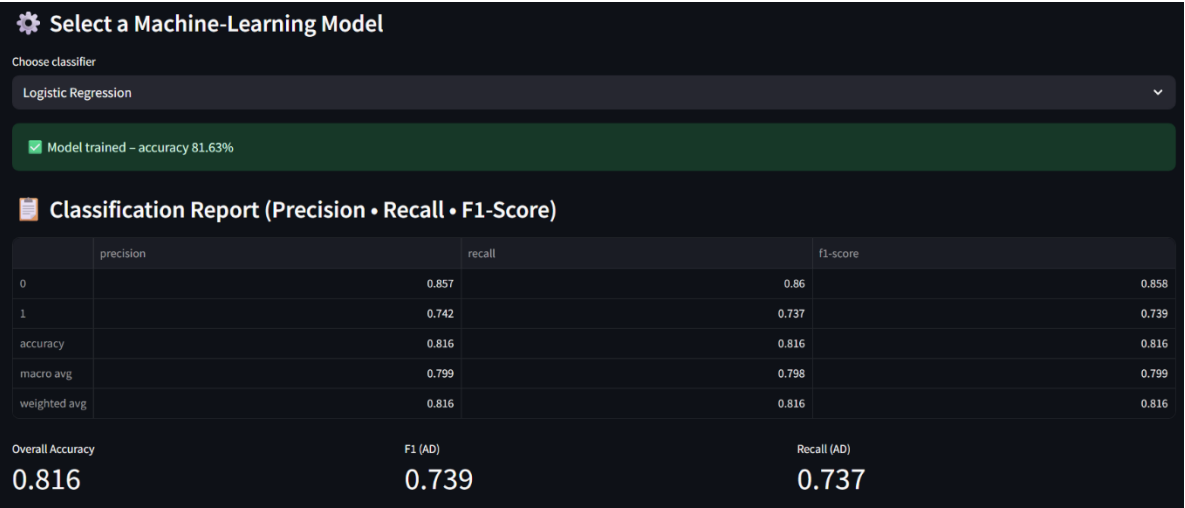 ⚙️ Select a Machine-Learning Model
Choose classifier
Logistic Regression
✅ Model trained – accuracy 81.63%
📋 Classification Report (Precision • Recall • F1-Score)
precision recall f1-score
0 0.857 0.86 0.858
1 0.742 0.737 0.739
accuracy 0.816 0.816 0.816
macro avg 0.799 0.798 0.799
weighted avg 0.816 0.816 0.816
Overall Accuracy F1 (AD) Recall (AD)
0.816 0.739 0.737